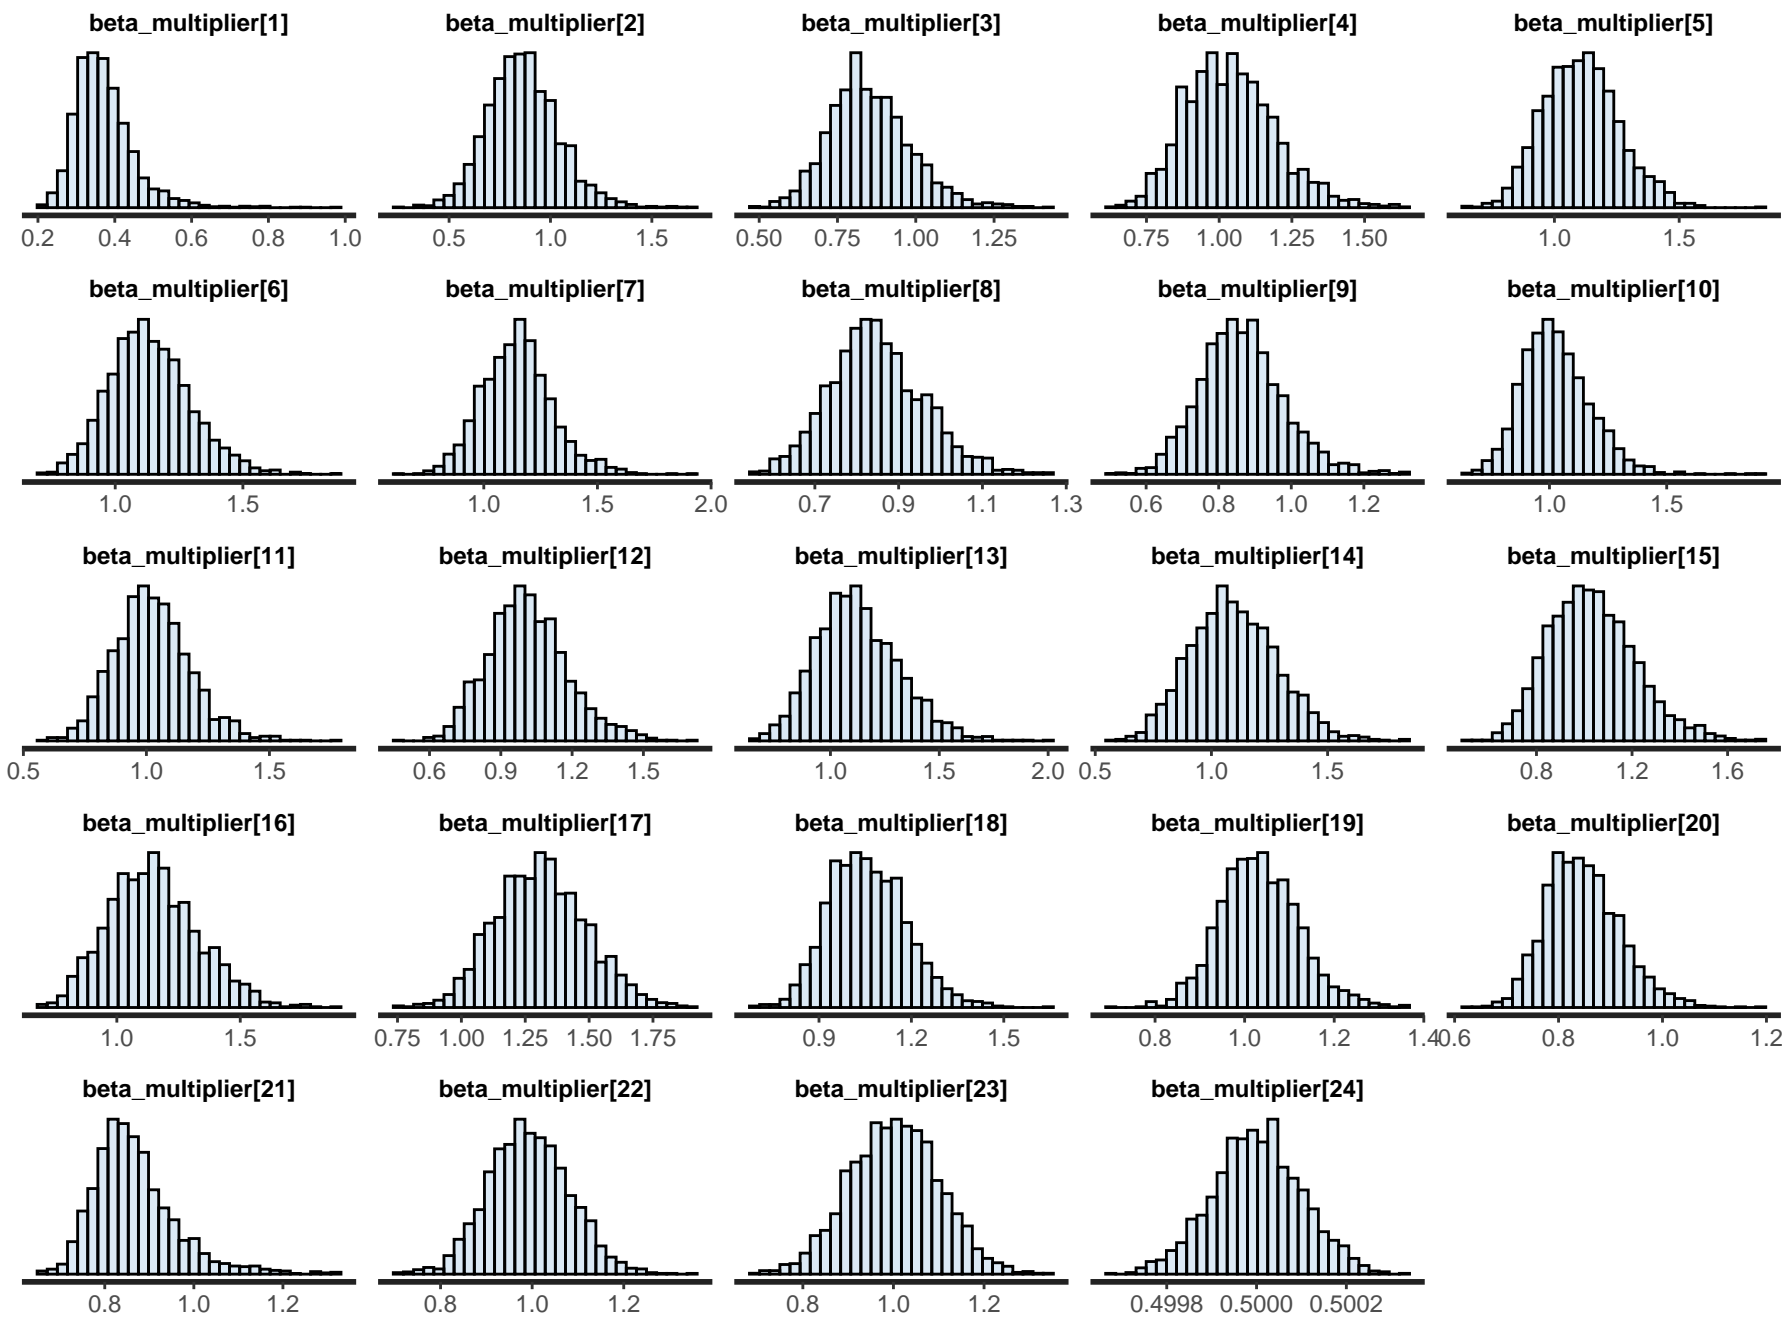 beta_multiplier[1] beta_multiplier[2] beta_multiplier[3] beta_multiplier[4] beta_multiplier[5]
0.2 0.4 0.6 0.8 1.0 0.5 1.0 1.5 0.50 0.75 1.00 1.25 0.75 1.00 1.25 1.50 1.0 1.5
beta_multiplier[6] beta_multiplier[7] beta_multiplier[8] beta_multiplier[9] beta_multiplier[10]
1.0 1.5 1.0 1.5 2.0 0.7 0.9 1.1 1.3 0.6 0.8 1.0 1.2 1.0 1.5
beta_multiplier[11] beta_multiplier[12] beta_multiplier[13] beta_multiplier[14] beta_multiplier[15]
0.5 1.0 1.5 0.6 0.9 1.2 1.5 1.0 1.5 2.0 0.5 1.0 1.5 0.8 1.2 1.6
beta_multiplier[16] beta_multiplier[17] beta_multiplier[18] beta_multiplier[19] beta_multiplier[20]
1.0 1.5 0.75 1.00 1.25 1.50 1.75 0.9 1.2 1.5 0.8 1.0 1.2 1.4 0.6 0.8 1.0 1.2
beta_multiplier[21] beta_multiplier[22] beta_multiplier[23] beta_multiplier[24]
0.8 1.0 1.2 0.8 1.0 1.2 0.8 1.0 1.2 0.4998 0.5000 0.5002